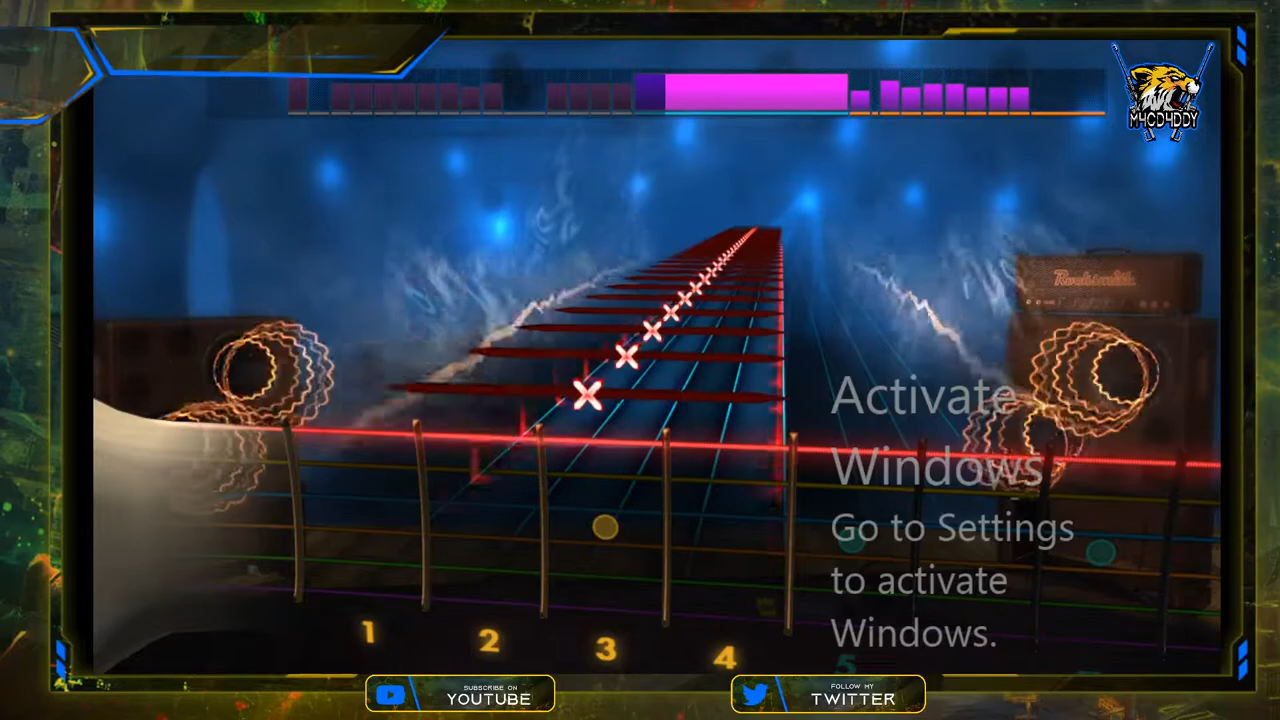 M4CD4DDY
Rocksmith
Activate
Windows
Go to Settings
to activate
Windows.
1 2 3 4 5
SUBSCRIBE ON
YOUTUBE
FOLLOW MY
TWITTER